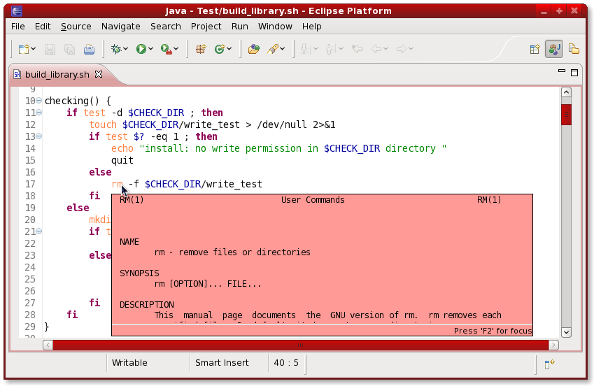 Java - Test/build_library.sh - Eclipse Platform
File Edit Source Navigate Search Project Run Window Help
build_library.sh
9
10 checking() {
11 if test -d $CHECK_DIR ; then
12 touch $CHECK_DIR/write_test > /dev/null 2>&1
13 if test $? -eq 1 ; then
14 echo "install: no write permission in $CHECK_DIR directory "
15 quit
16 else
17 rm -f $CHECK_DIR/write_test
18 fi
19 else
20 mkdi
21 if t
22
23 else
24
25
26
27 fi
28 fi
29 }
RM(1) User Commands RM(1)
NAME
rm - remove files or directories
SYNOPSIS
rm [OPTION]... FILE...
DESCRIPTION
This manual page documents the GNU version of rm. rm removes each
Press 'F2' for focus
Writable Smart Insert 40 : 5